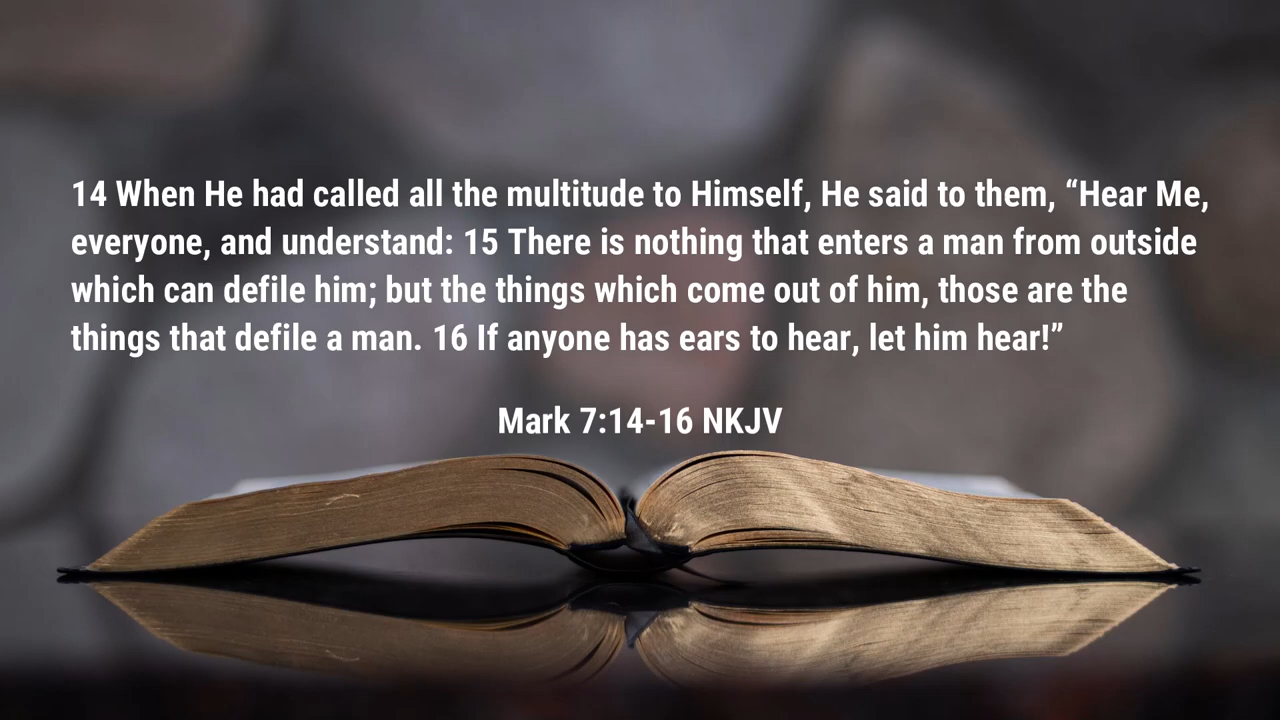 14 When He had called all the multitude to Himself, He said to them, “Hear Me,
everyone, and understand: 15 There is nothing that enters a man from outside
which can defile him; but the things which come out of him, those are the
things that defile a man. 16 If anyone has ears to hear, let him hear!”
Mark 7:14-16 NKJV